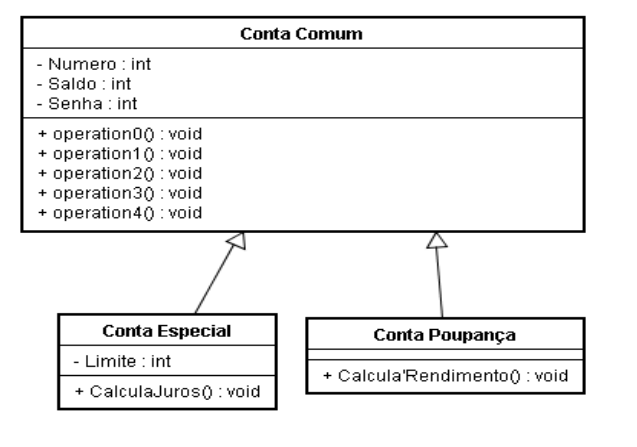 Conta Comum
- Numero : int
- Saldo : int
- Senha : int
+ operation0() : void
+ operation1() : void
+ operation2() : void
+ operation3() : void
+ operation4() : void
Conta Especial
- Limite : int
+ CalculaJuros() : void
Conta Poupança
+ Calcula'Rendimento() : void